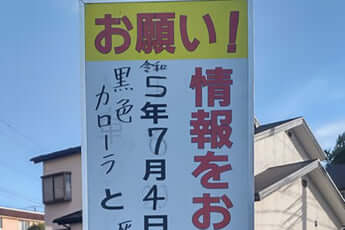 お願い!
情報をお
令和
5年7月4日
黒色
カローラと